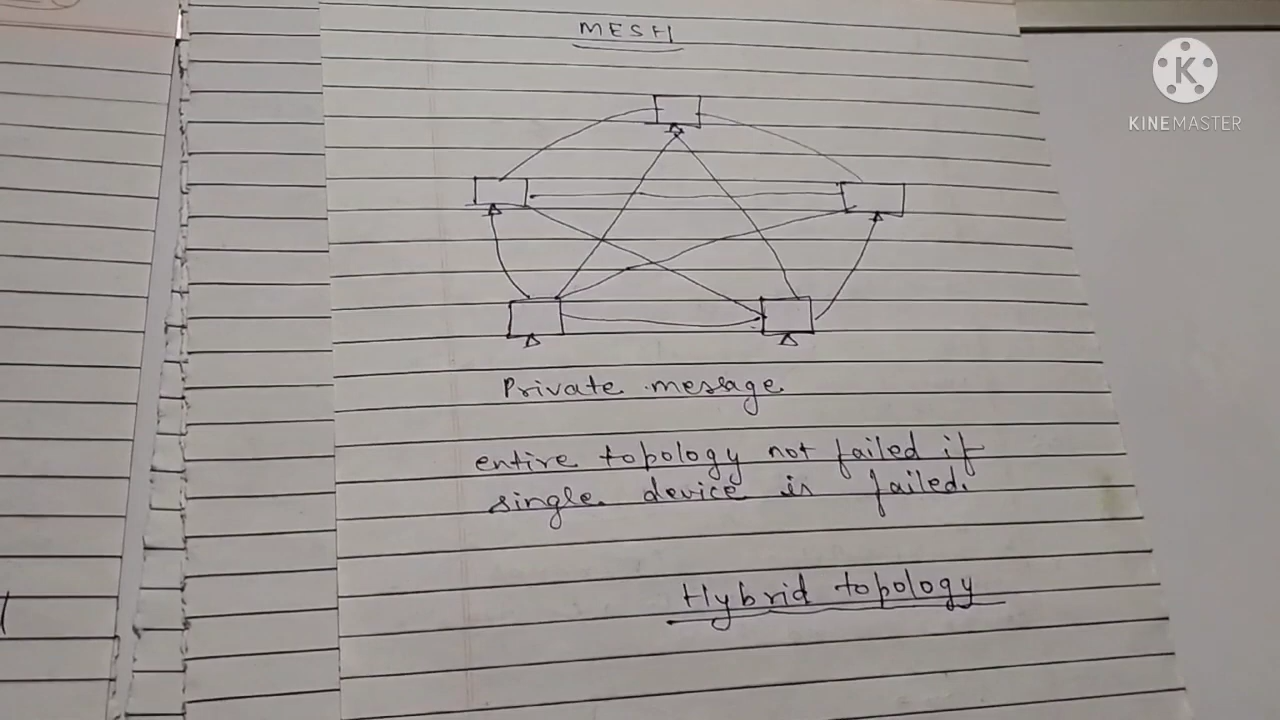 MESH
K
KINEMASTER
Private message
entire topology not failed if
single device is failed.
Hybrid topology